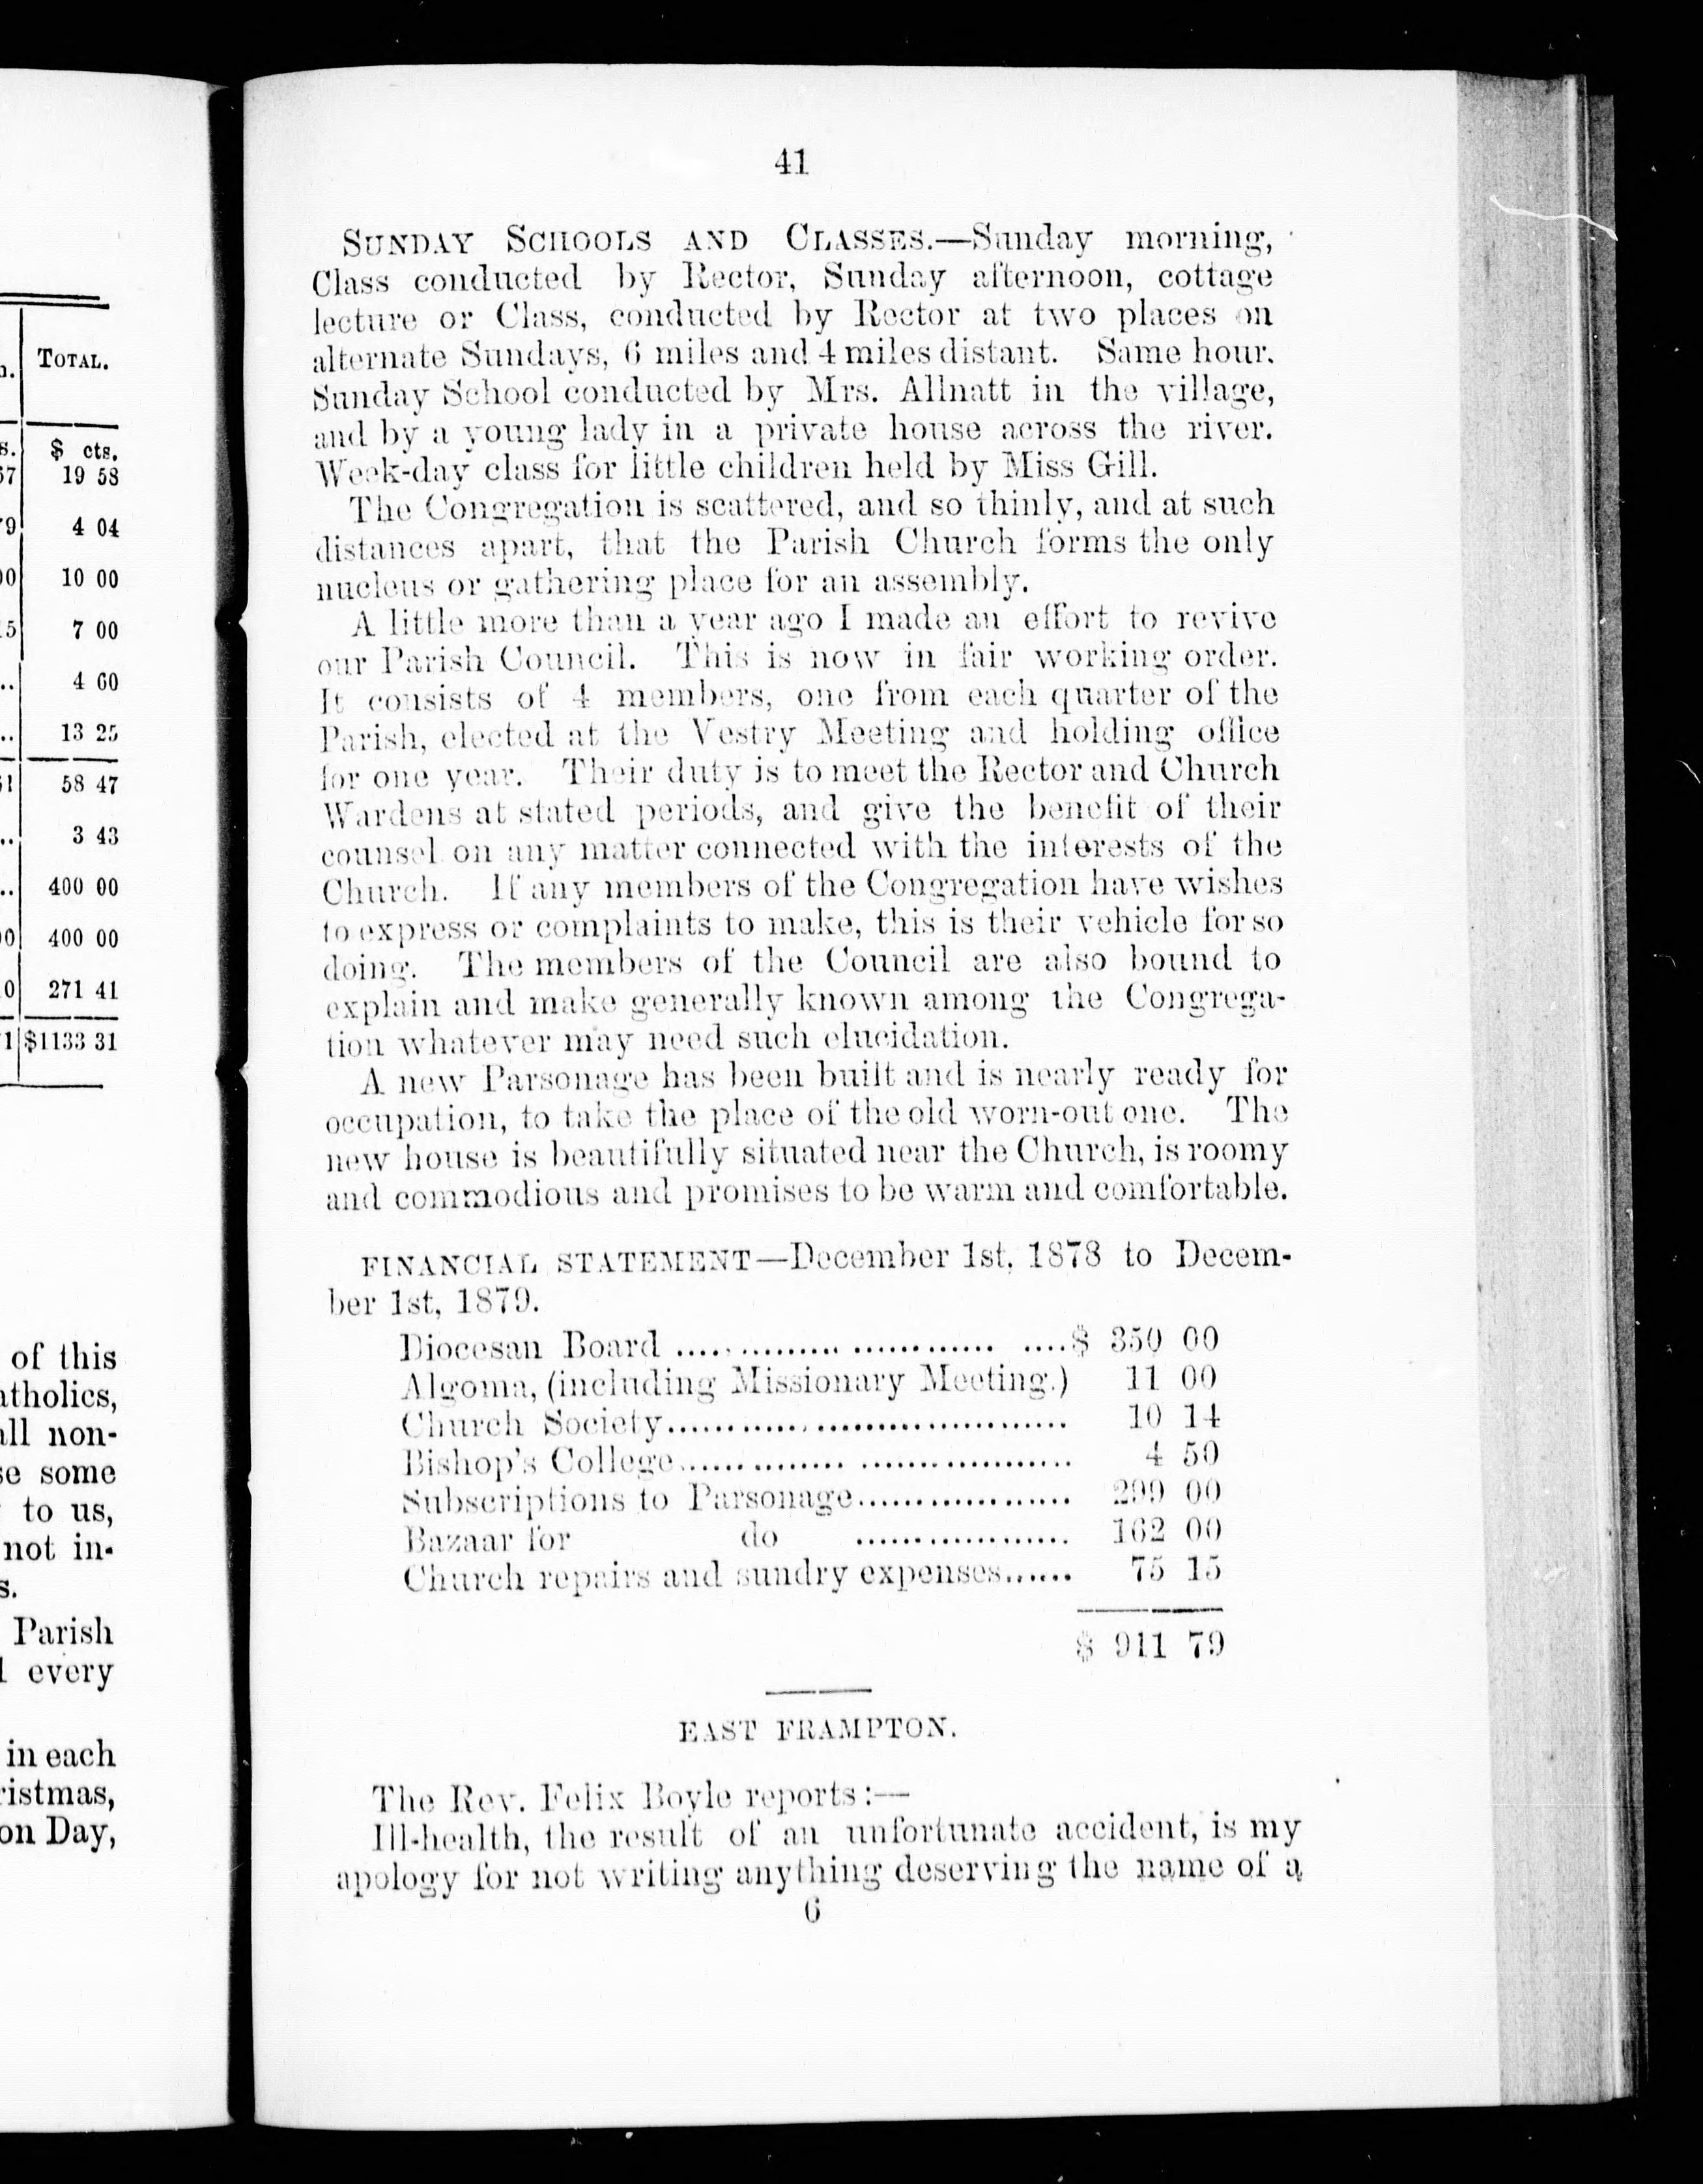 TOTAL.
$ cts.
19 58
4 04
10 00
7 00
4 60
13 25
58 47
3 43
400 00
400 00
271 41
$1133 31
of this
atholics,
all non-
se some
to us,
not in-
s.
Parish
every
in each
ristmas,
on Day,
41
SUNDAY SCHOOLS AND CLASSES.—Sunday morning,
Class conducted by Rector, Sunday afternoon, cottage
lecture or Class, conducted by Rector at two places on
alternate Sundays, 6 miles and 4 miles distant. Same hour.
Sunday School conducted by Mrs. Allnatt in the village,
and by a young lady in a private house across the river.
Week-day class for little children held by Miss Gill.
The Congregation is scattered, and so thinly, and at such
distances apart, that the Parish Church forms the only
nucleus or gathering place for an assembly.
A little more than a year ago I made an effort to revive
our Parish Council. This is now in fair working order.
It consists of 4 members, one from each quarter of the
Parish, elected at the Vestry Meeting and holding office
for one year. Their duty is to meet the Rector and Church
Wardens at stated periods, and give the benefit of their
counsel on any matter connected with the interests of the
Church. If any members of the Congregation have wishes
to express or complaints to make, this is their vehicle for so
doing. The members of the Council are also bound to
explain and make generally known among the Congrega-
tion whatever may need such elucidation.
A new Parsonage has been built and is nearly ready for
occupation, to take the place of the old worn-out one. The
new house is beautifully situated near the Church, is roomy
and commodious and promises to be warm and comfortable.
FINANCIAL STATEMENT—December 1st, 1878 to Decem-
ber 1st, 1879.
Diocesan Board ................................ $ 350 00
Algoma, (including Missionary Meeting.) 11 00
Church Society..................................... 10 14
Bishop's College.................................... 4 50
Subscriptions to Parsonage................... 299 00
Bazaar for do ................... 162 00
Church repairs and sundry expenses....... 75 15
$ 911 79
EAST FRAMPTON.
The Rev. Felix Boyle reports:—
Ill-health, the result of an unfortunate accident, is my
apology for not writing anything deserving the name of a
6